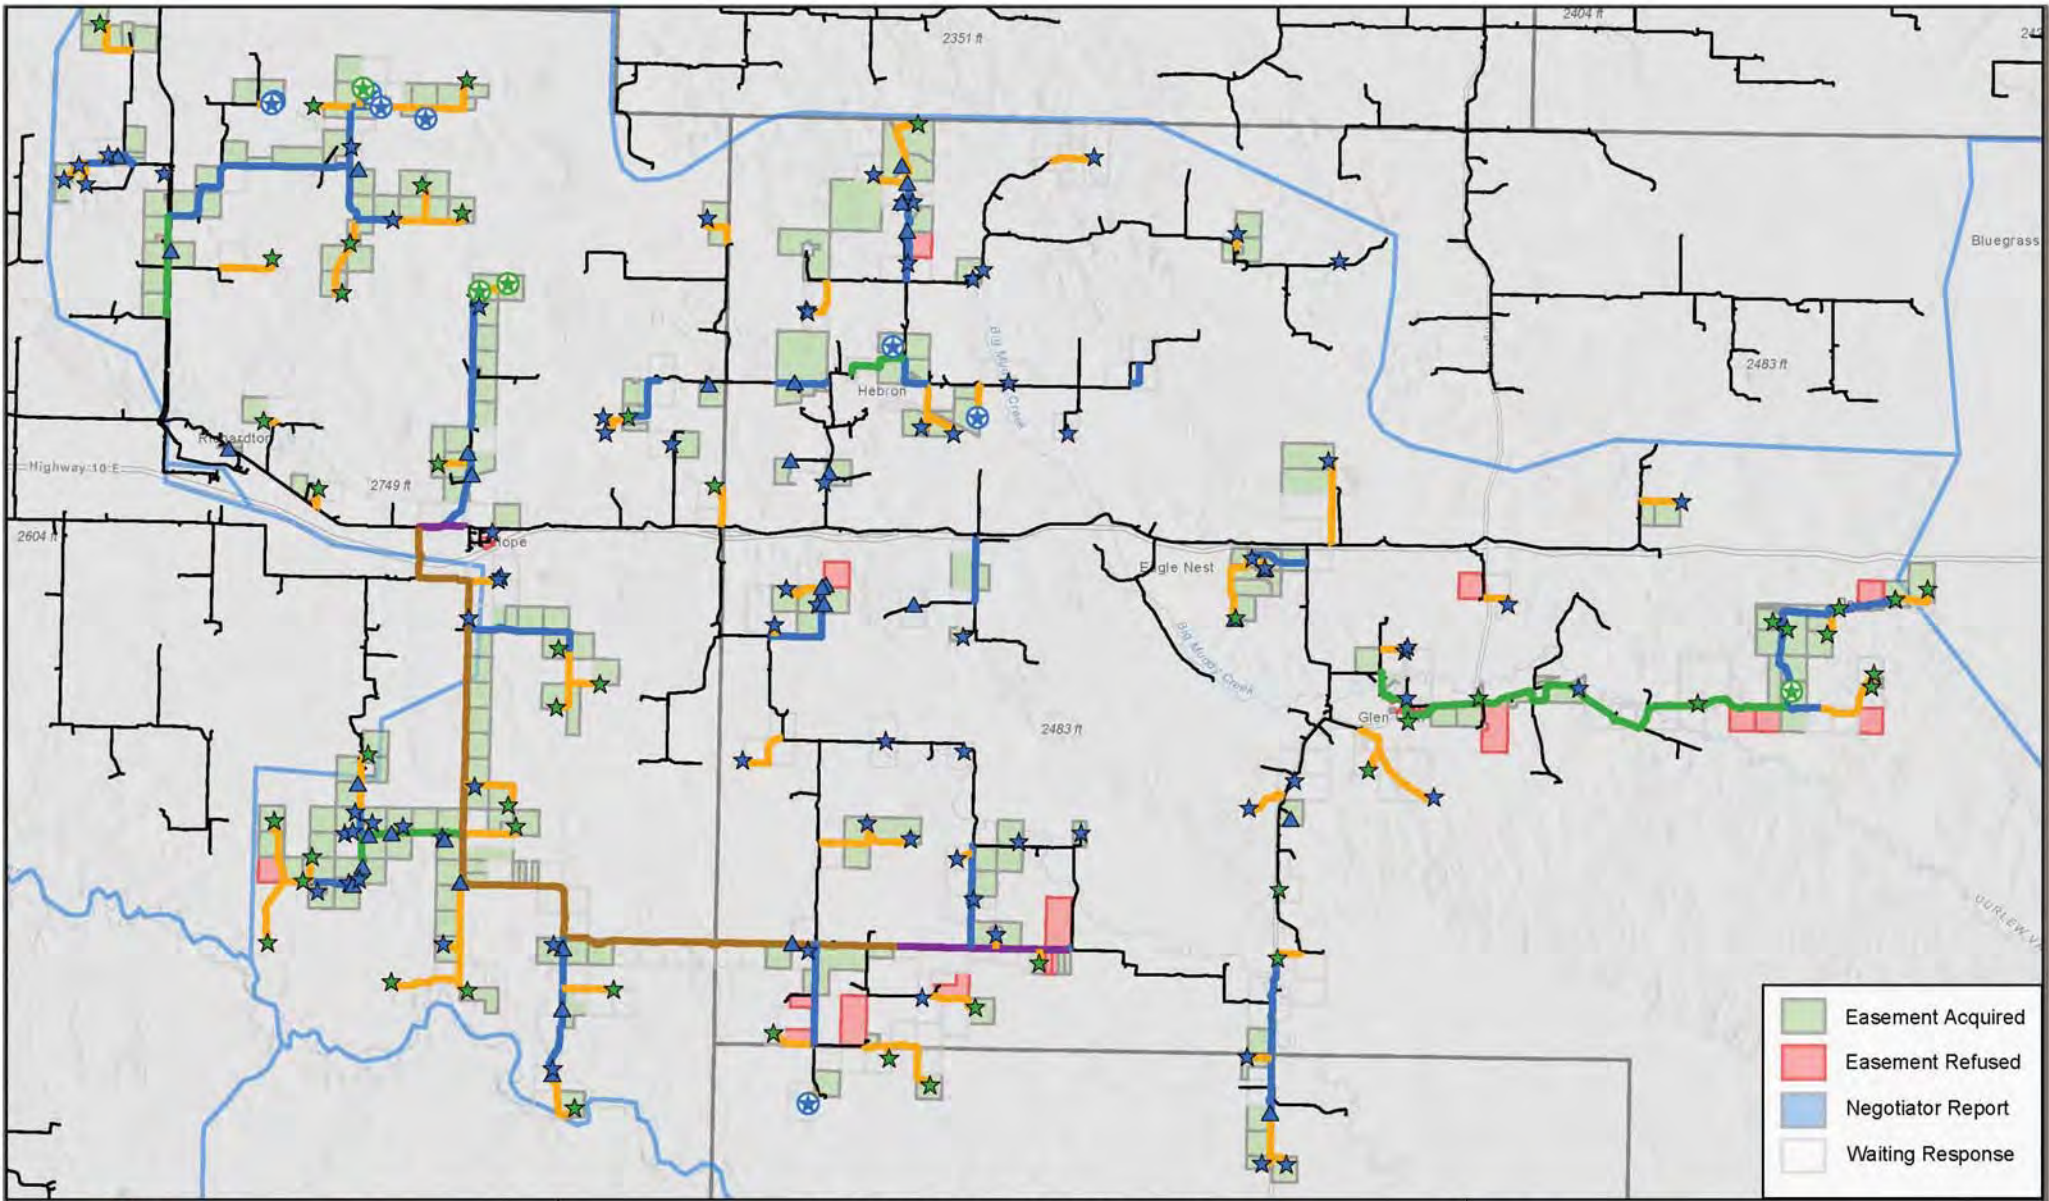 2404 ft
2351 ft
Bluegrass
Big Muddy Creek
2483 ft
Hebron
Richardton
Highway 10 E
2749 ft
2604 ft
Eagle Nest
Big Muddy Creek
Glen
2483 ft
Easement Acquired
Easement Refused
Negotiator Report
Waiting Response